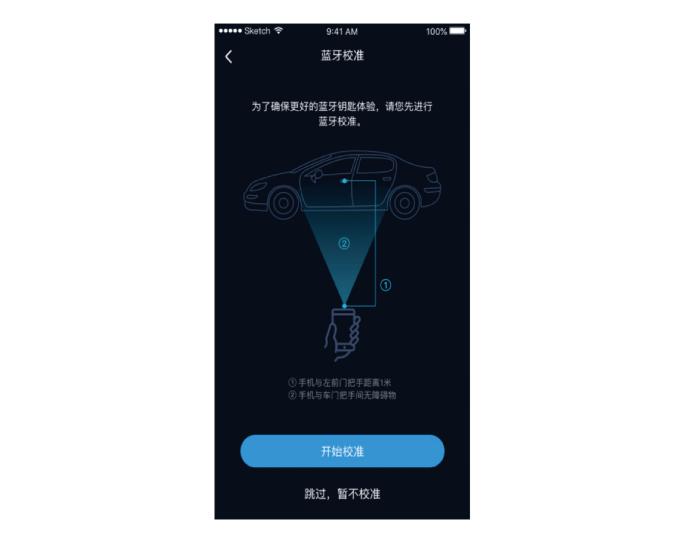 Sketch 9:41 AM 100%
蓝牙校准
为了确保更好的蓝牙钥匙体验，请您先进行
蓝牙校准。
②
①
① 手机与左前门把手距离1米
② 手机与车门把手间无障碍物
开始校准
跳过，暂不校准